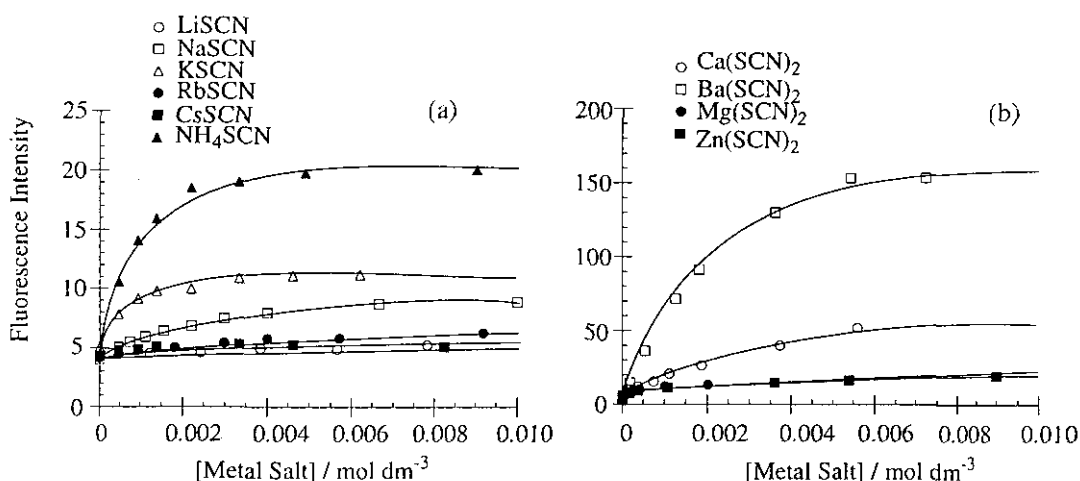 LiSCN
NaSCN
KSCN
RbSCN
CsSCN
NH₄SCN
(a)
25
20
15
10
5
0
Fluorescence Intensity
0 0.002 0.004 0.006 0.008 0.010
[Metal Salt] / mol dm⁻³
Ca(SCN)₂
Ba(SCN)₂
Mg(SCN)₂
Zn(SCN)₂
(b)
200
150
100
50
0
0 0.002 0.004 0.006 0.008 0.010
[Metal Salt] / mol dm⁻³